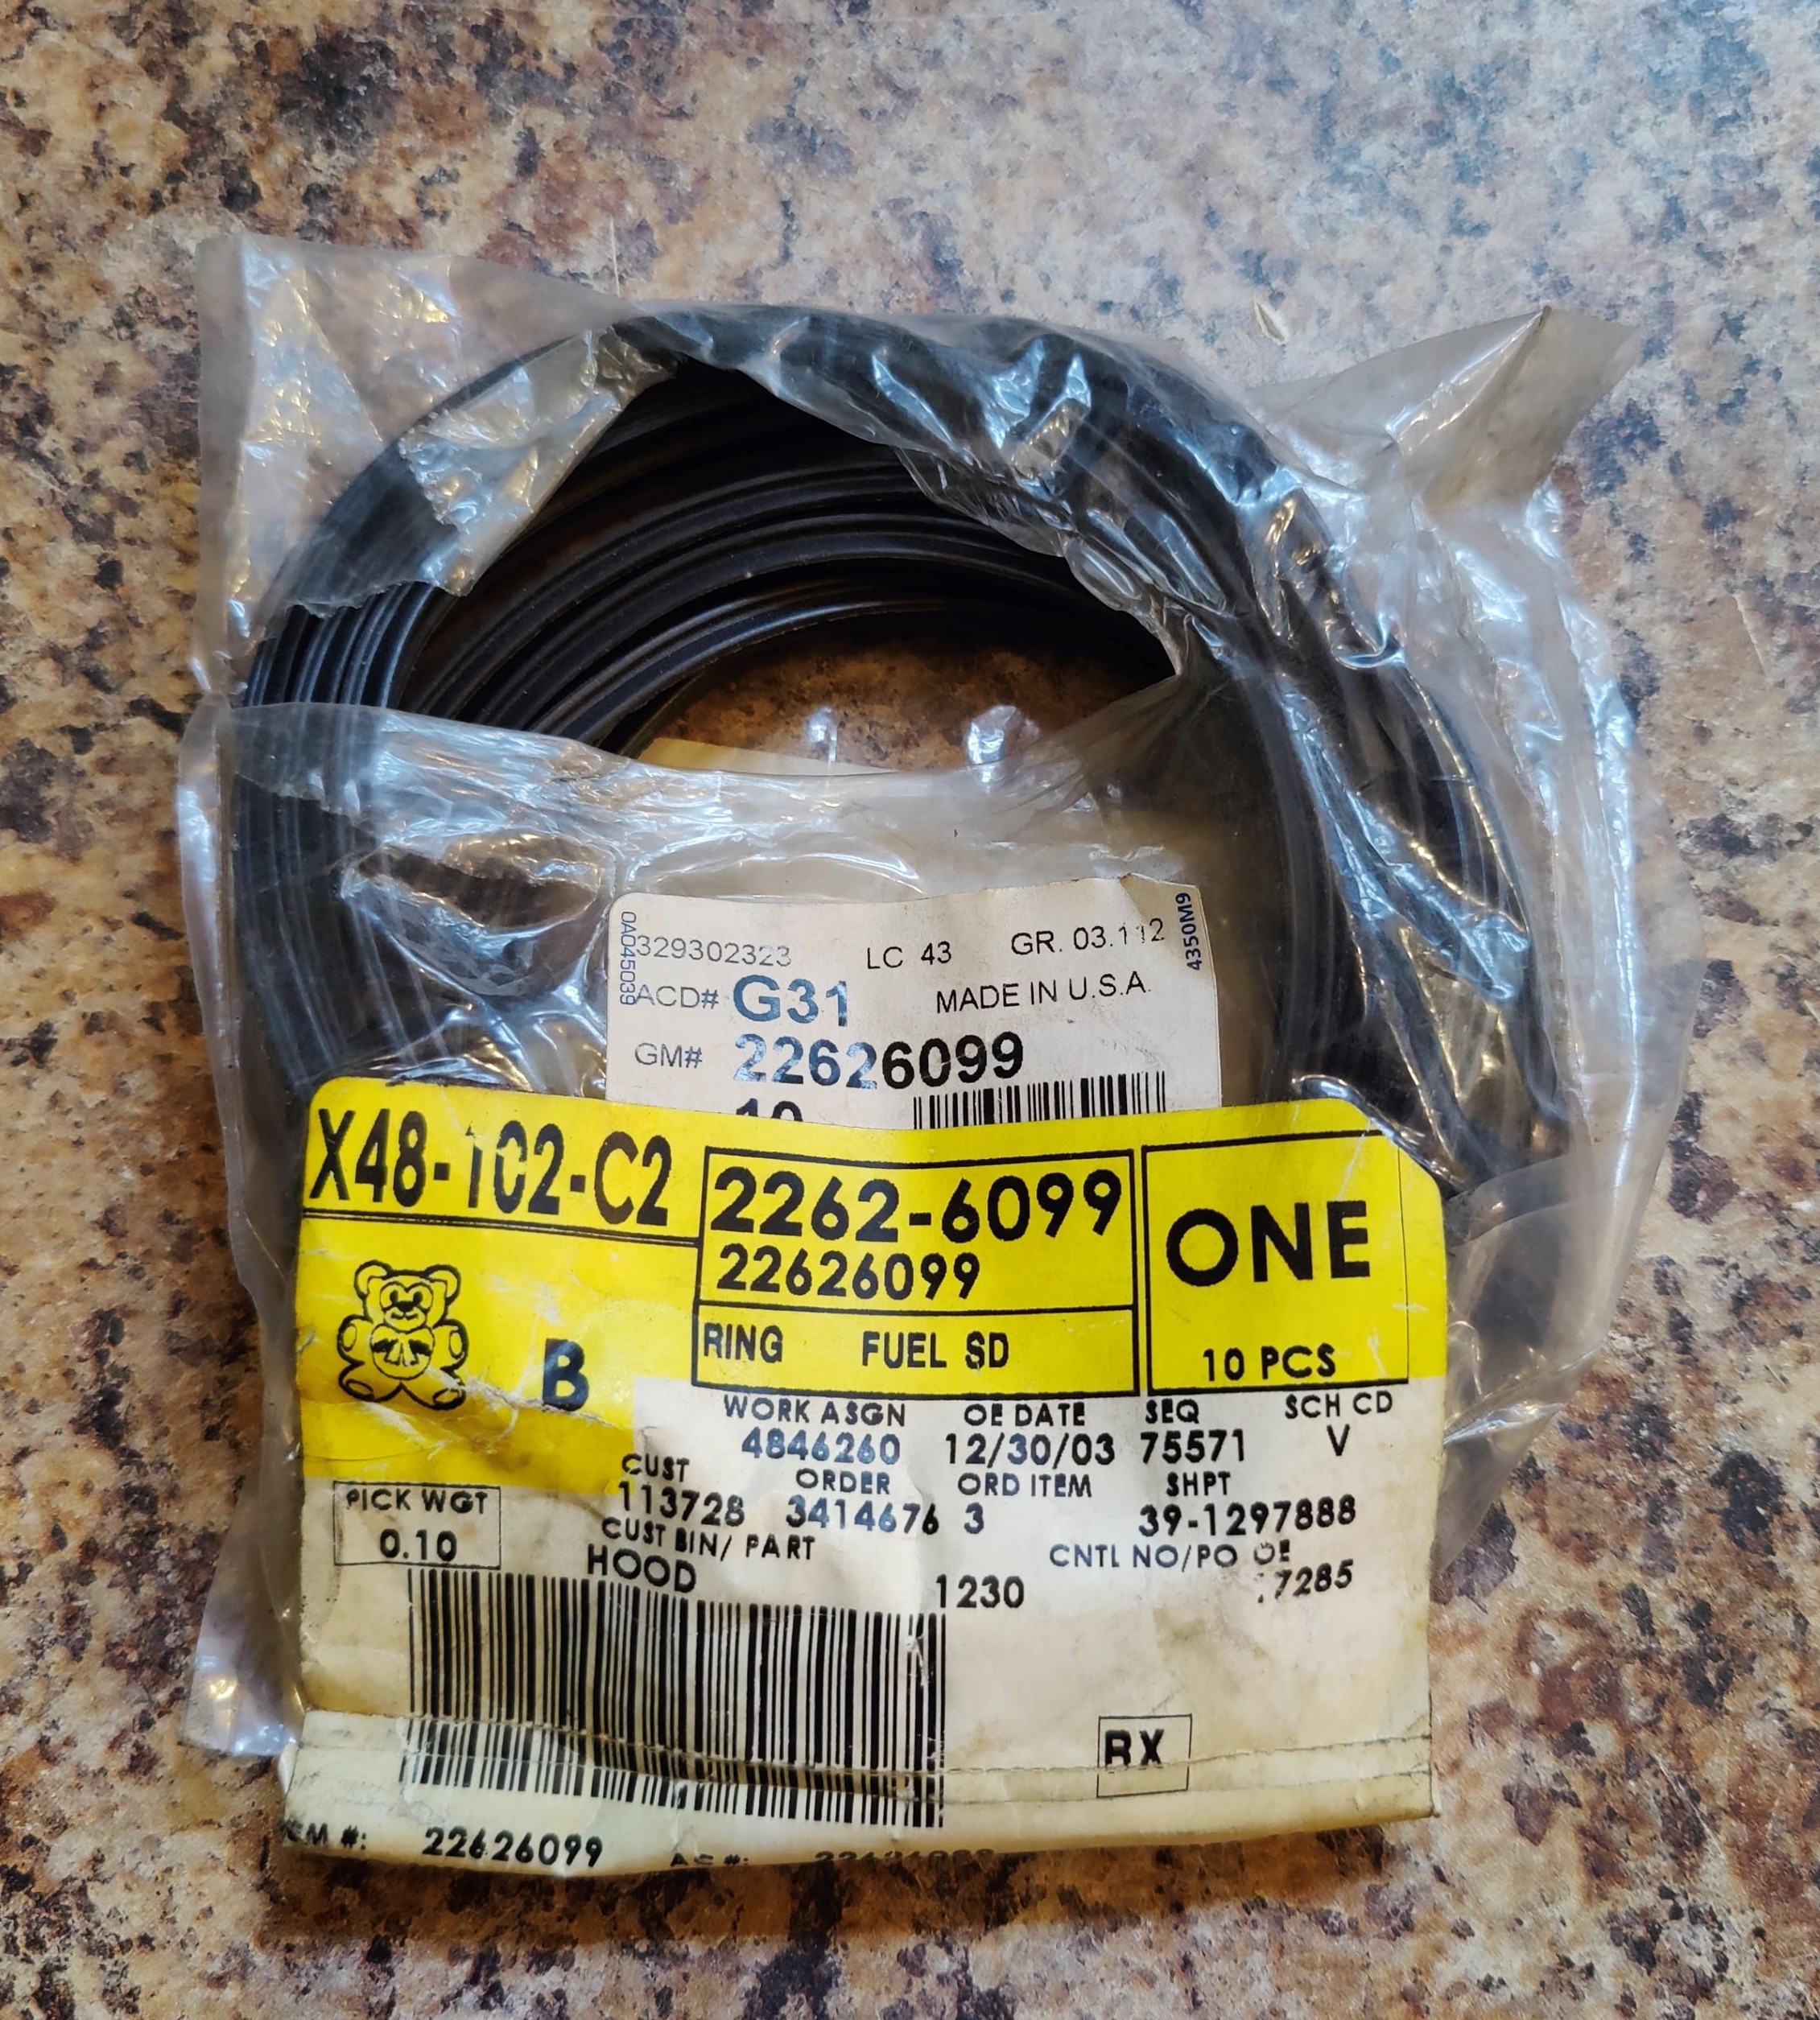 0A045039
329302323 LC 43 GR. 03.112
4350M9
ACD# G31 MADE IN U.S.A.
GM# 22626099
10
X48-102-C2
2262-6099
22626099
ONE
B
RING FUEL SD
10 PCS
WORK ASGN OE DATE SEQ SCH CD
4846260 12/30/03 75571 V
CUST ORDER ORD ITEM SHPT
113728 3414676 3 39-1297888
PICK WGT
0.10
CUST BIN/ PART CNTL NO/PO
HOOD 1230 7285
RX
#: 22626099